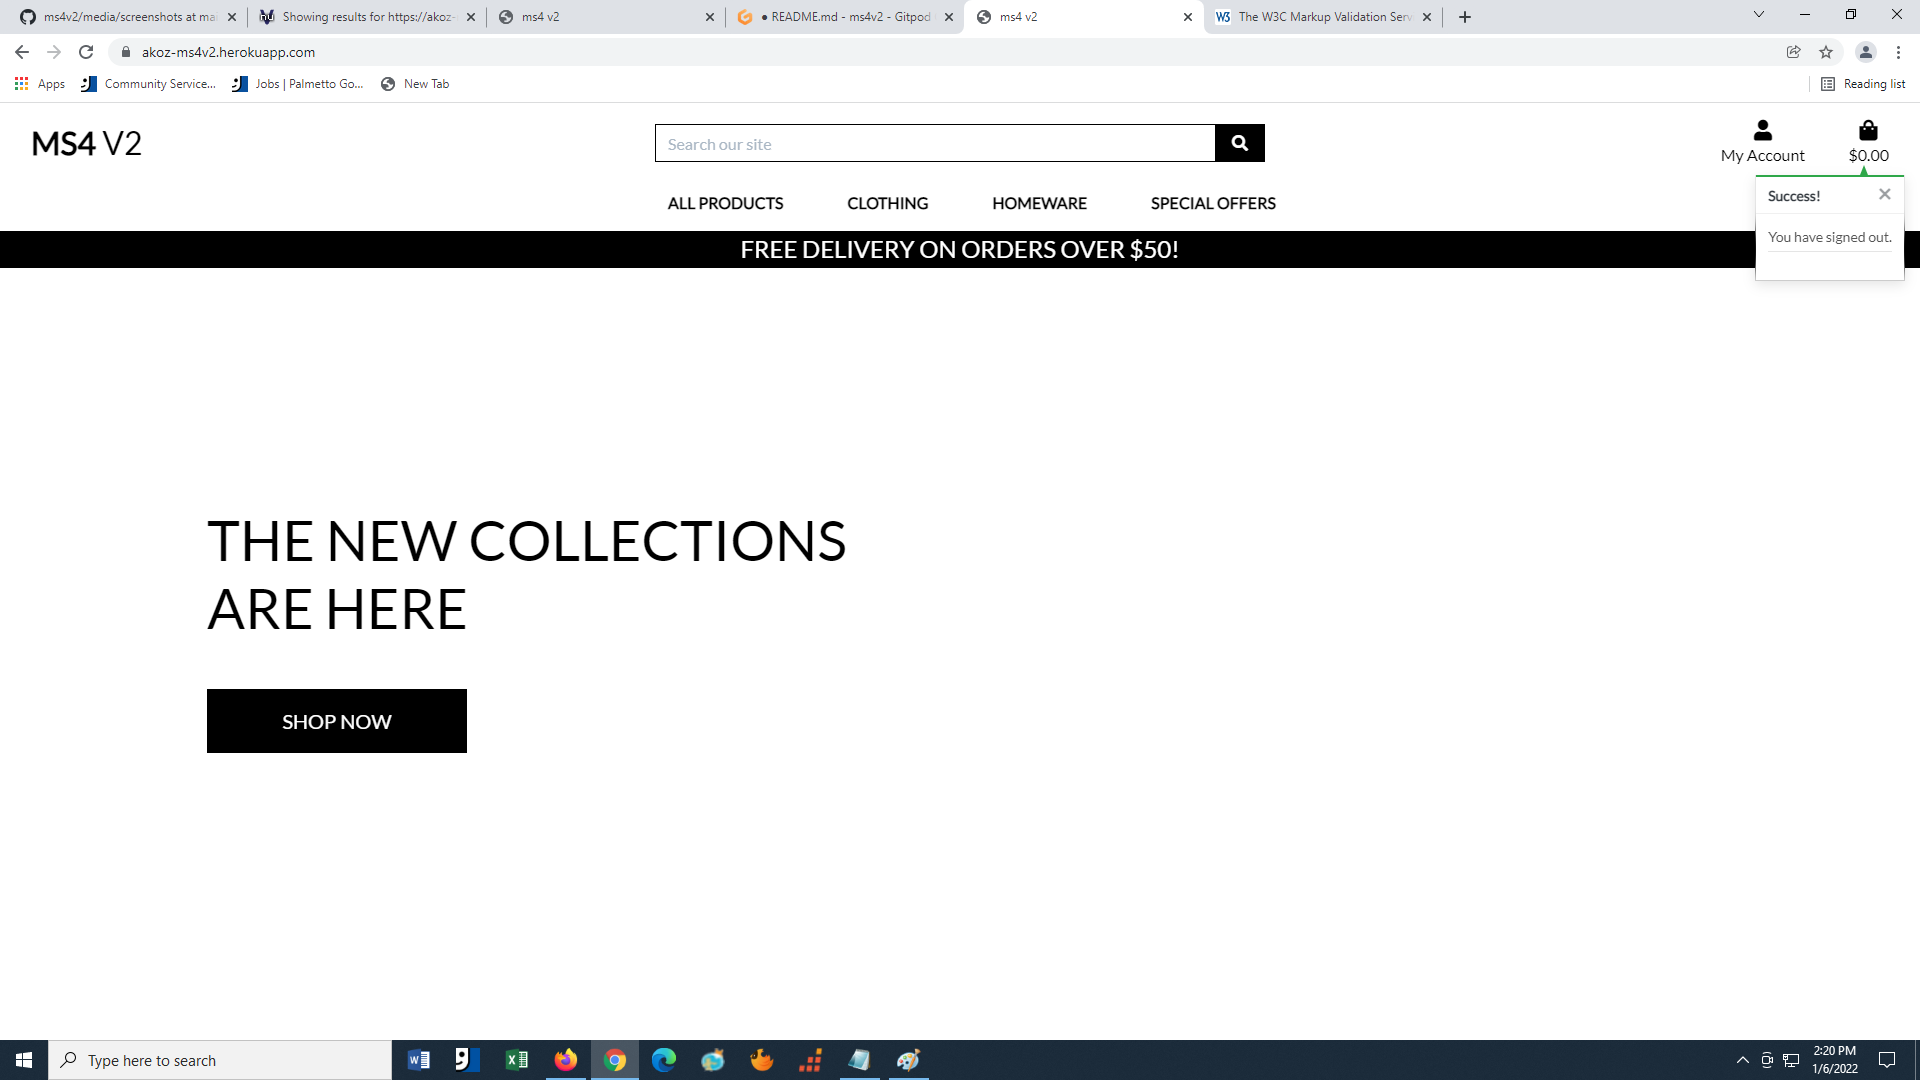 ms4v2/media/screenshots at mai
Showing results for https://akoz-
ms4 v2
● README.md - ms4v2 - Gitpod
ms4 v2
W3 The W3C Markup Validation Serv
akoz-ms4v2.herokuapp.com
Apps
Community Service...
Jobs | Palmetto Go...
New Tab
Reading list
MS4 V2
Search our site
My Account
$0.00
ALL PRODUCTS
CLOTHING
HOMEWARE
SPECIAL OFFERS
Success!
You have signed out.
FREE DELIVERY ON ORDERS OVER $50!
THE NEW COLLECTIONS
ARE HERE
SHOP NOW
Type here to search
2:20 PM
1/6/2022